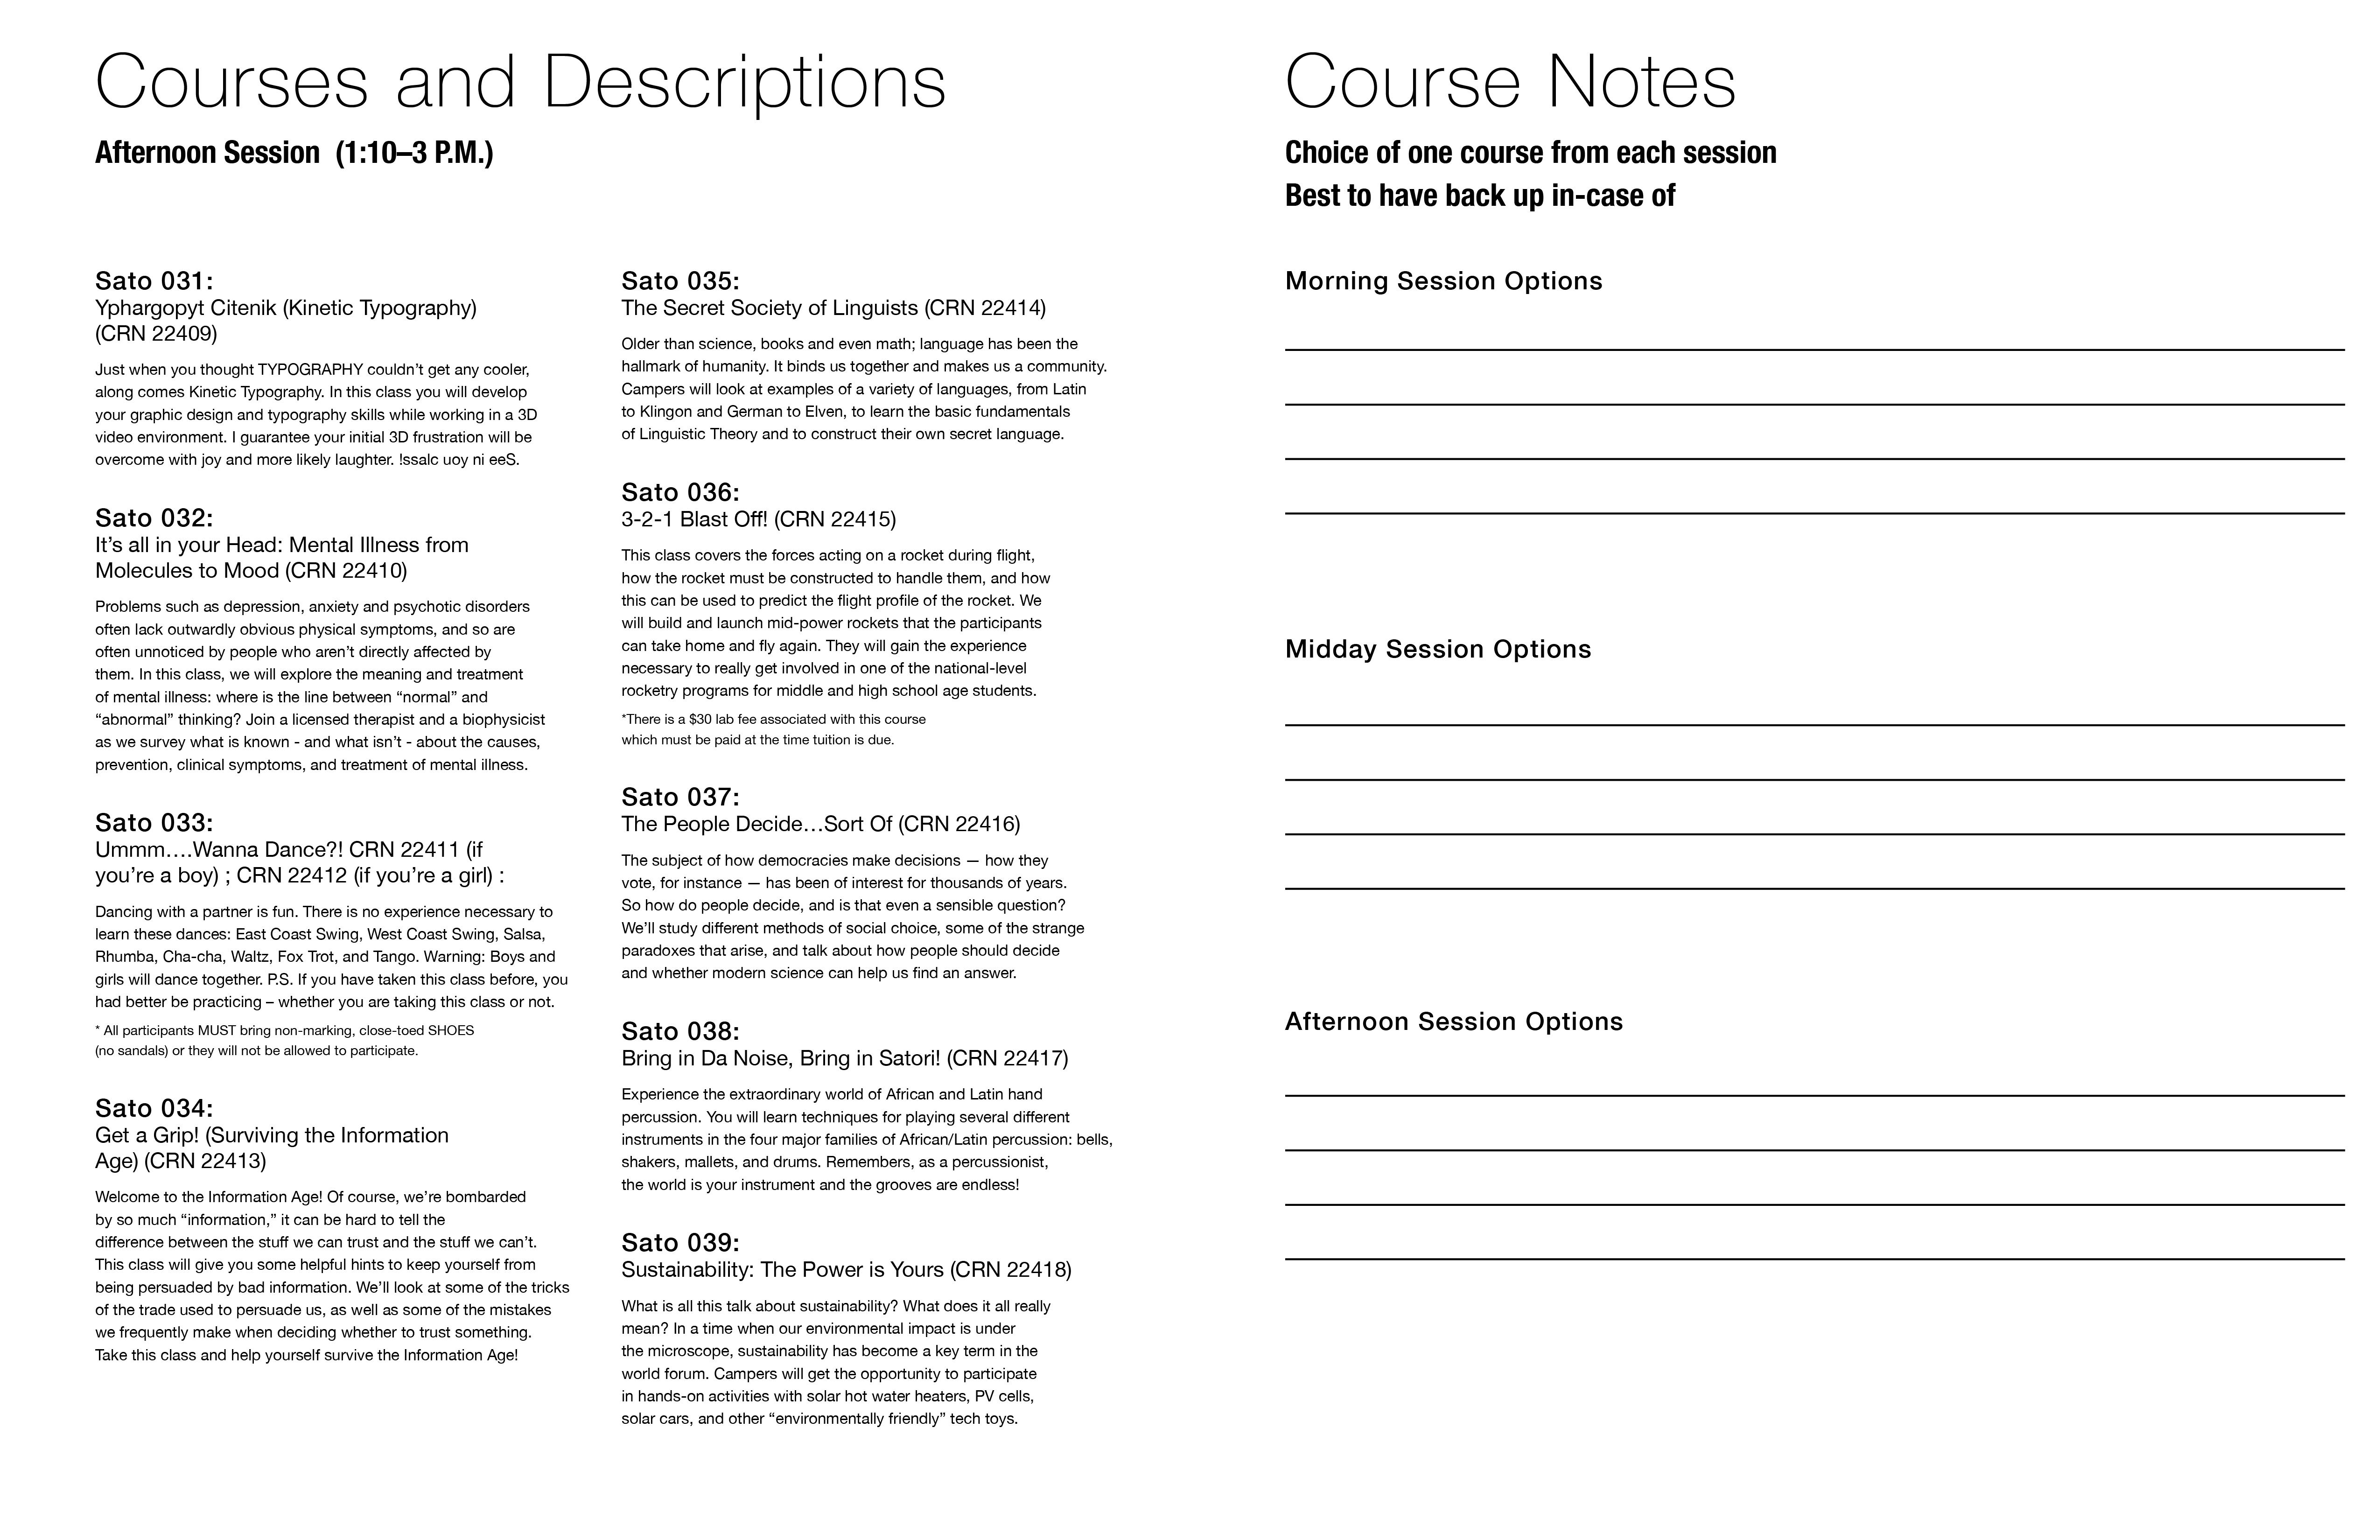 Courses and Descriptions
Afternoon Session  (1:10–3 P.M.)
Sato 031:
Yphargopyt Citenik (Kinetic Typography)
(CRN 22409)
Just when you thought TYPOGRAPHY couldn’t get any cooler,
along comes Kinetic Typography. In this class you will develop
your graphic design and typography skills while working in a 3D
video environment. I guarantee your initial 3D frustration will be
overcome with joy and more likely laughter. !ssalc uoy ni eeS.
Sato 032:
It’s all in your Head: Mental Illness from
Molecules to Mood (CRN 22410)
Problems such as depression, anxiety and psychotic disorders
often lack outwardly obvious physical symptoms, and so are
often unnoticed by people who aren’t directly affected by
them. In this class, we will explore the meaning and treatment
of mental illness: where is the line between “normal” and
“abnormal” thinking? Join a licensed therapist and a biophysicist
as we survey what is known - and what isn’t - about the causes,
prevention, clinical symptoms, and treatment of mental illness.
Sato 033:
Ummm….Wanna Dance?! CRN 22411 (if
you’re a boy) ; CRN 22412 (if you’re a girl) :
Dancing with a partner is fun. There is no experience necessary to
learn these dances: East Coast Swing, West Coast Swing, Salsa,
Rhumba, Cha-cha, Waltz, Fox Trot, and Tango. Warning: Boys and
girls will dance together. P.S. If you have taken this class before, you
had better be practicing – whether you are taking this class or not.
* All participants MUST bring non-marking, close-toed SHOES
(no sandals) or they will not be allowed to participate.
Sato 034:
Get a Grip! (Surviving the Information
Age) (CRN 22413)
Welcome to the Information Age! Of course, we’re bombarded
by so much “information,” it can be hard to tell the
difference between the stuff we can trust and the stuff we can’t.
This class will give you some helpful hints to keep yourself from
being persuaded by bad information. We’ll look at some of the tricks
of the trade used to persuade us, as well as some of the mistakes
we frequently make when deciding whether to trust something.
Take this class and help yourself survive the Information Age!
Sato 035:
The Secret Society of Linguists (CRN 22414)
Older than science, books and even math; language has been the
hallmark of humanity. It binds us together and makes us a community.
Campers will look at examples of a variety of languages, from Latin
to Klingon and German to Elven, to learn the basic fundamentals
of Linguistic Theory and to construct their own secret language.
Sato 036:
3-2-1 Blast Off! (CRN 22415)
This class covers the forces acting on a rocket during flight,
how the rocket must be constructed to handle them, and how
this can be used to predict the flight profile of the rocket. We
will build and launch mid-power rockets that the participants
can take home and fly again. They will gain the experience
necessary to really get involved in one of the national-level
rocketry programs for middle and high school age students.
*There is a $30 lab fee associated with this course
which must be paid at the time tuition is due.
Sato 037:
The People Decide…Sort Of (CRN 22416)
The subject of how democracies make decisions — how they
vote, for instance — has been of interest for thousands of years.
So how do people decide, and is that even a sensible question?
We’ll study different methods of social choice, some of the strange
paradoxes that arise, and talk about how people should decide
and whether modern science can help us find an answer.
Sato 038:
Bring in Da Noise, Bring in Satori! (CRN 22417)
Experience the extraordinary world of African and Latin hand
percussion. You will learn techniques for playing several different
instruments in the four major families of African/Latin percussion: bells,
shakers, mallets, and drums. Remembers, as a percussionist,
the world is your instrument and the grooves are endless!
Sato 039:
Sustainability: The Power is Yours (CRN 22418)
What is all this talk about sustainability? What does it all really
mean? In a time when our environmental impact is under
the microscope, sustainability has become a key term in the
world forum. Campers will get the opportunity to participate
in hands-on activities with solar hot water heaters, PV cells,
solar cars, and other “environmentally friendly” tech toys.
Course Notes
Choice of one course from each session
Best to have back up in-case of
Morning Session Options
Midday Session Options
Afternoon Session Options